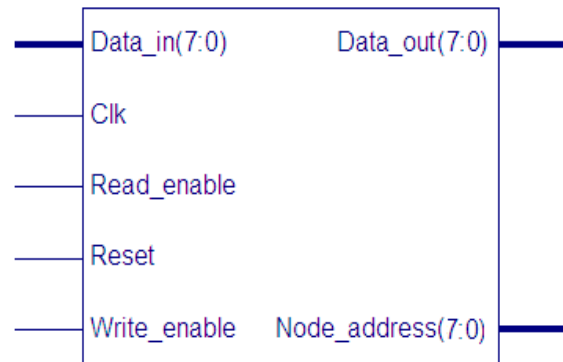 Data_in(7:0) Data_out(7:0)
Clk
Read_enable
Reset
Write_enable Node_address(7:0)